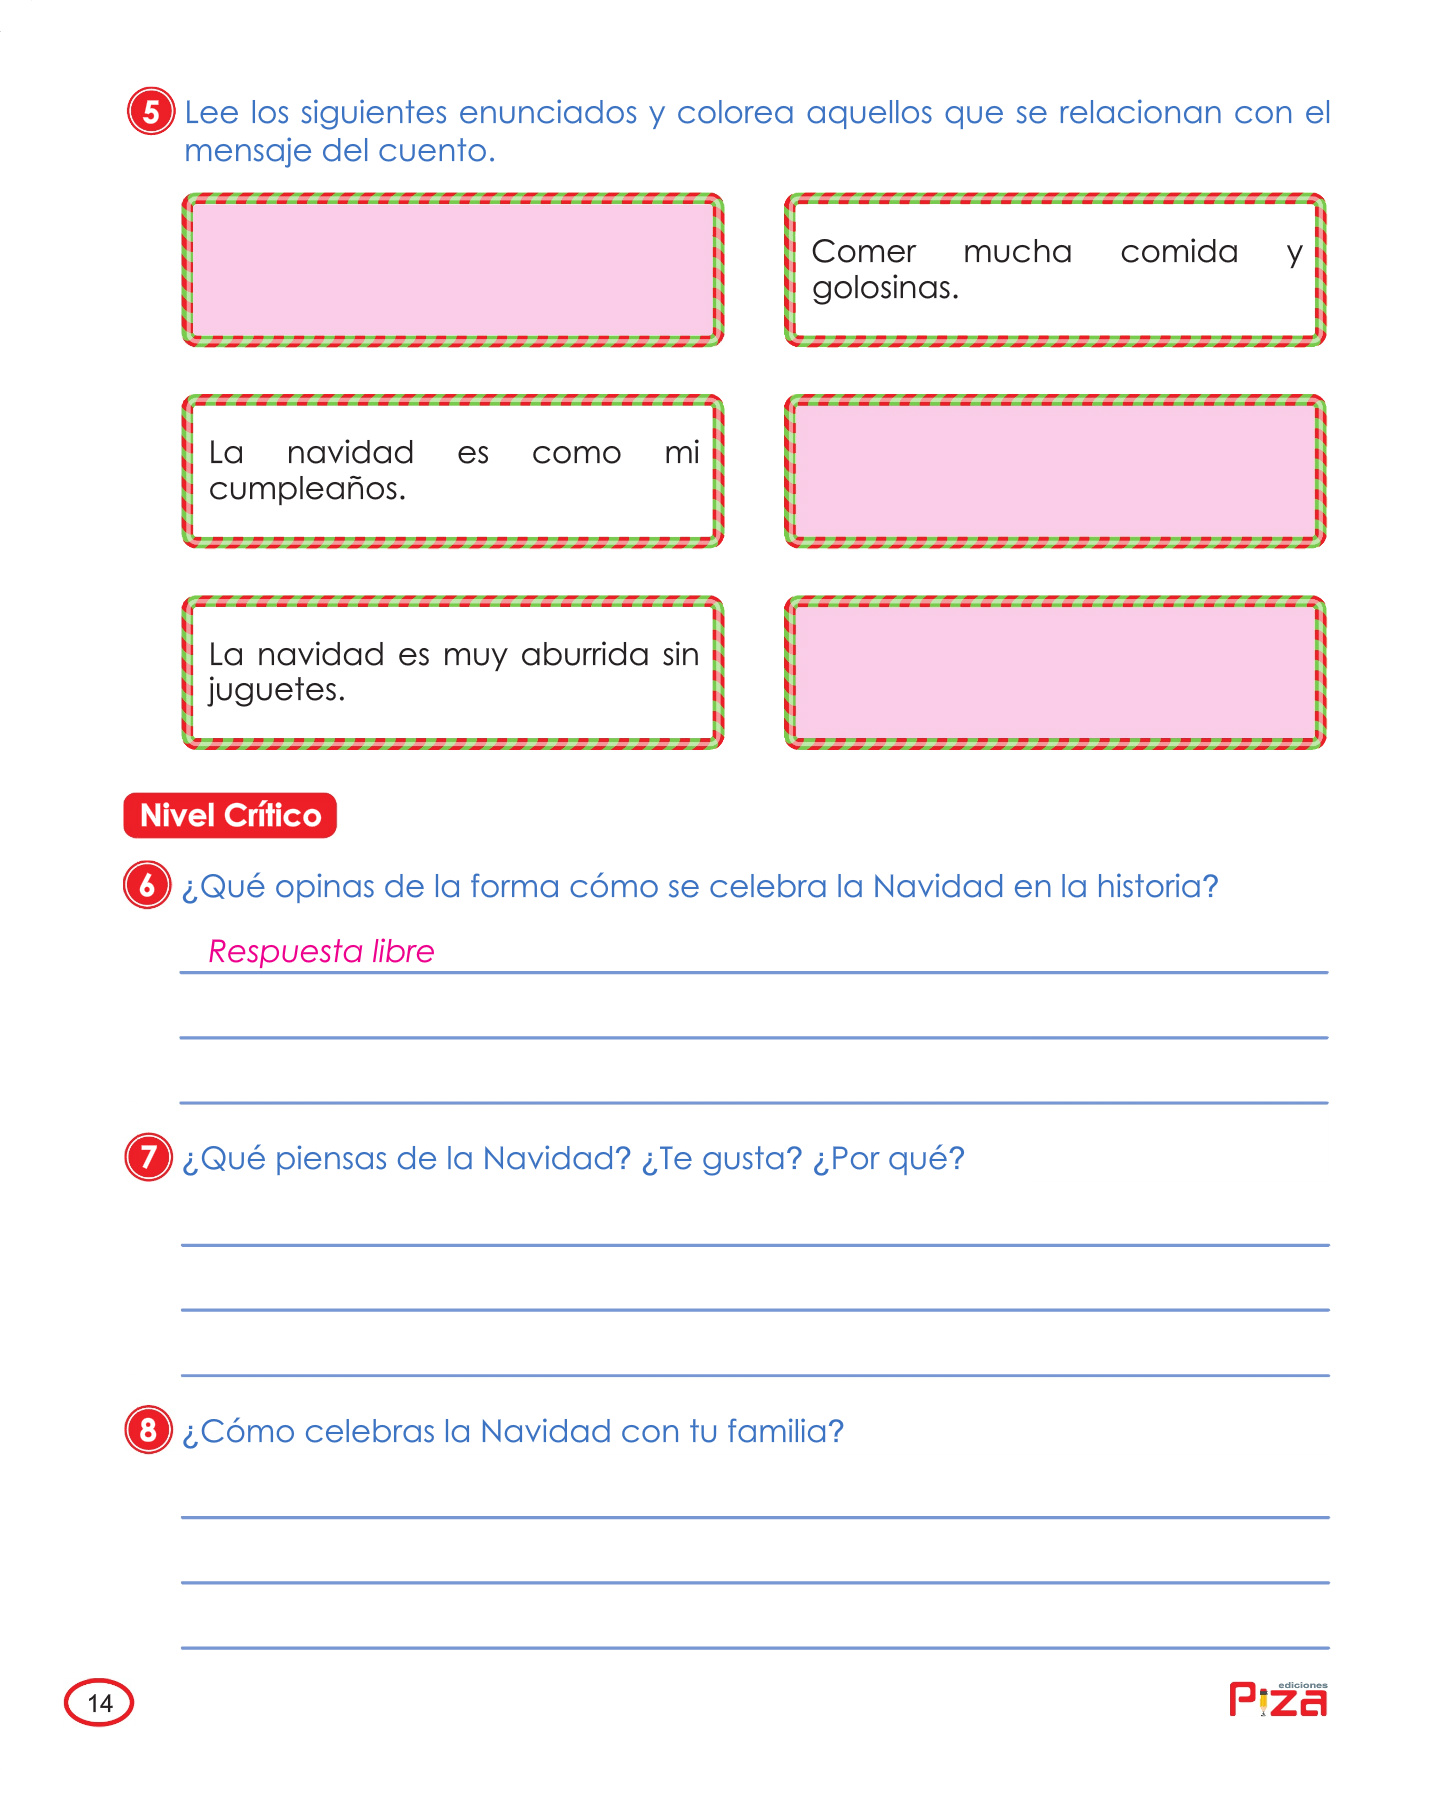 5 Lee los siguientes enunciados y colorea aquellos que se relacionan con el
mensaje del cuento.
Comer mucha comida y
golosinas.
La navidad es como mi
cumpleaños.
La navidad es muy aburrida sin
juguetes.
Nivel Crítico
6 ¿Qué opinas de la forma cómo se celebra la Navidad en la historia?
Respuesta libre
7 ¿Qué piensas de la Navidad? ¿Te gusta? ¿Por qué?
8 ¿Cómo celebras la Navidad con tu familia?
14
ediciones
Piza